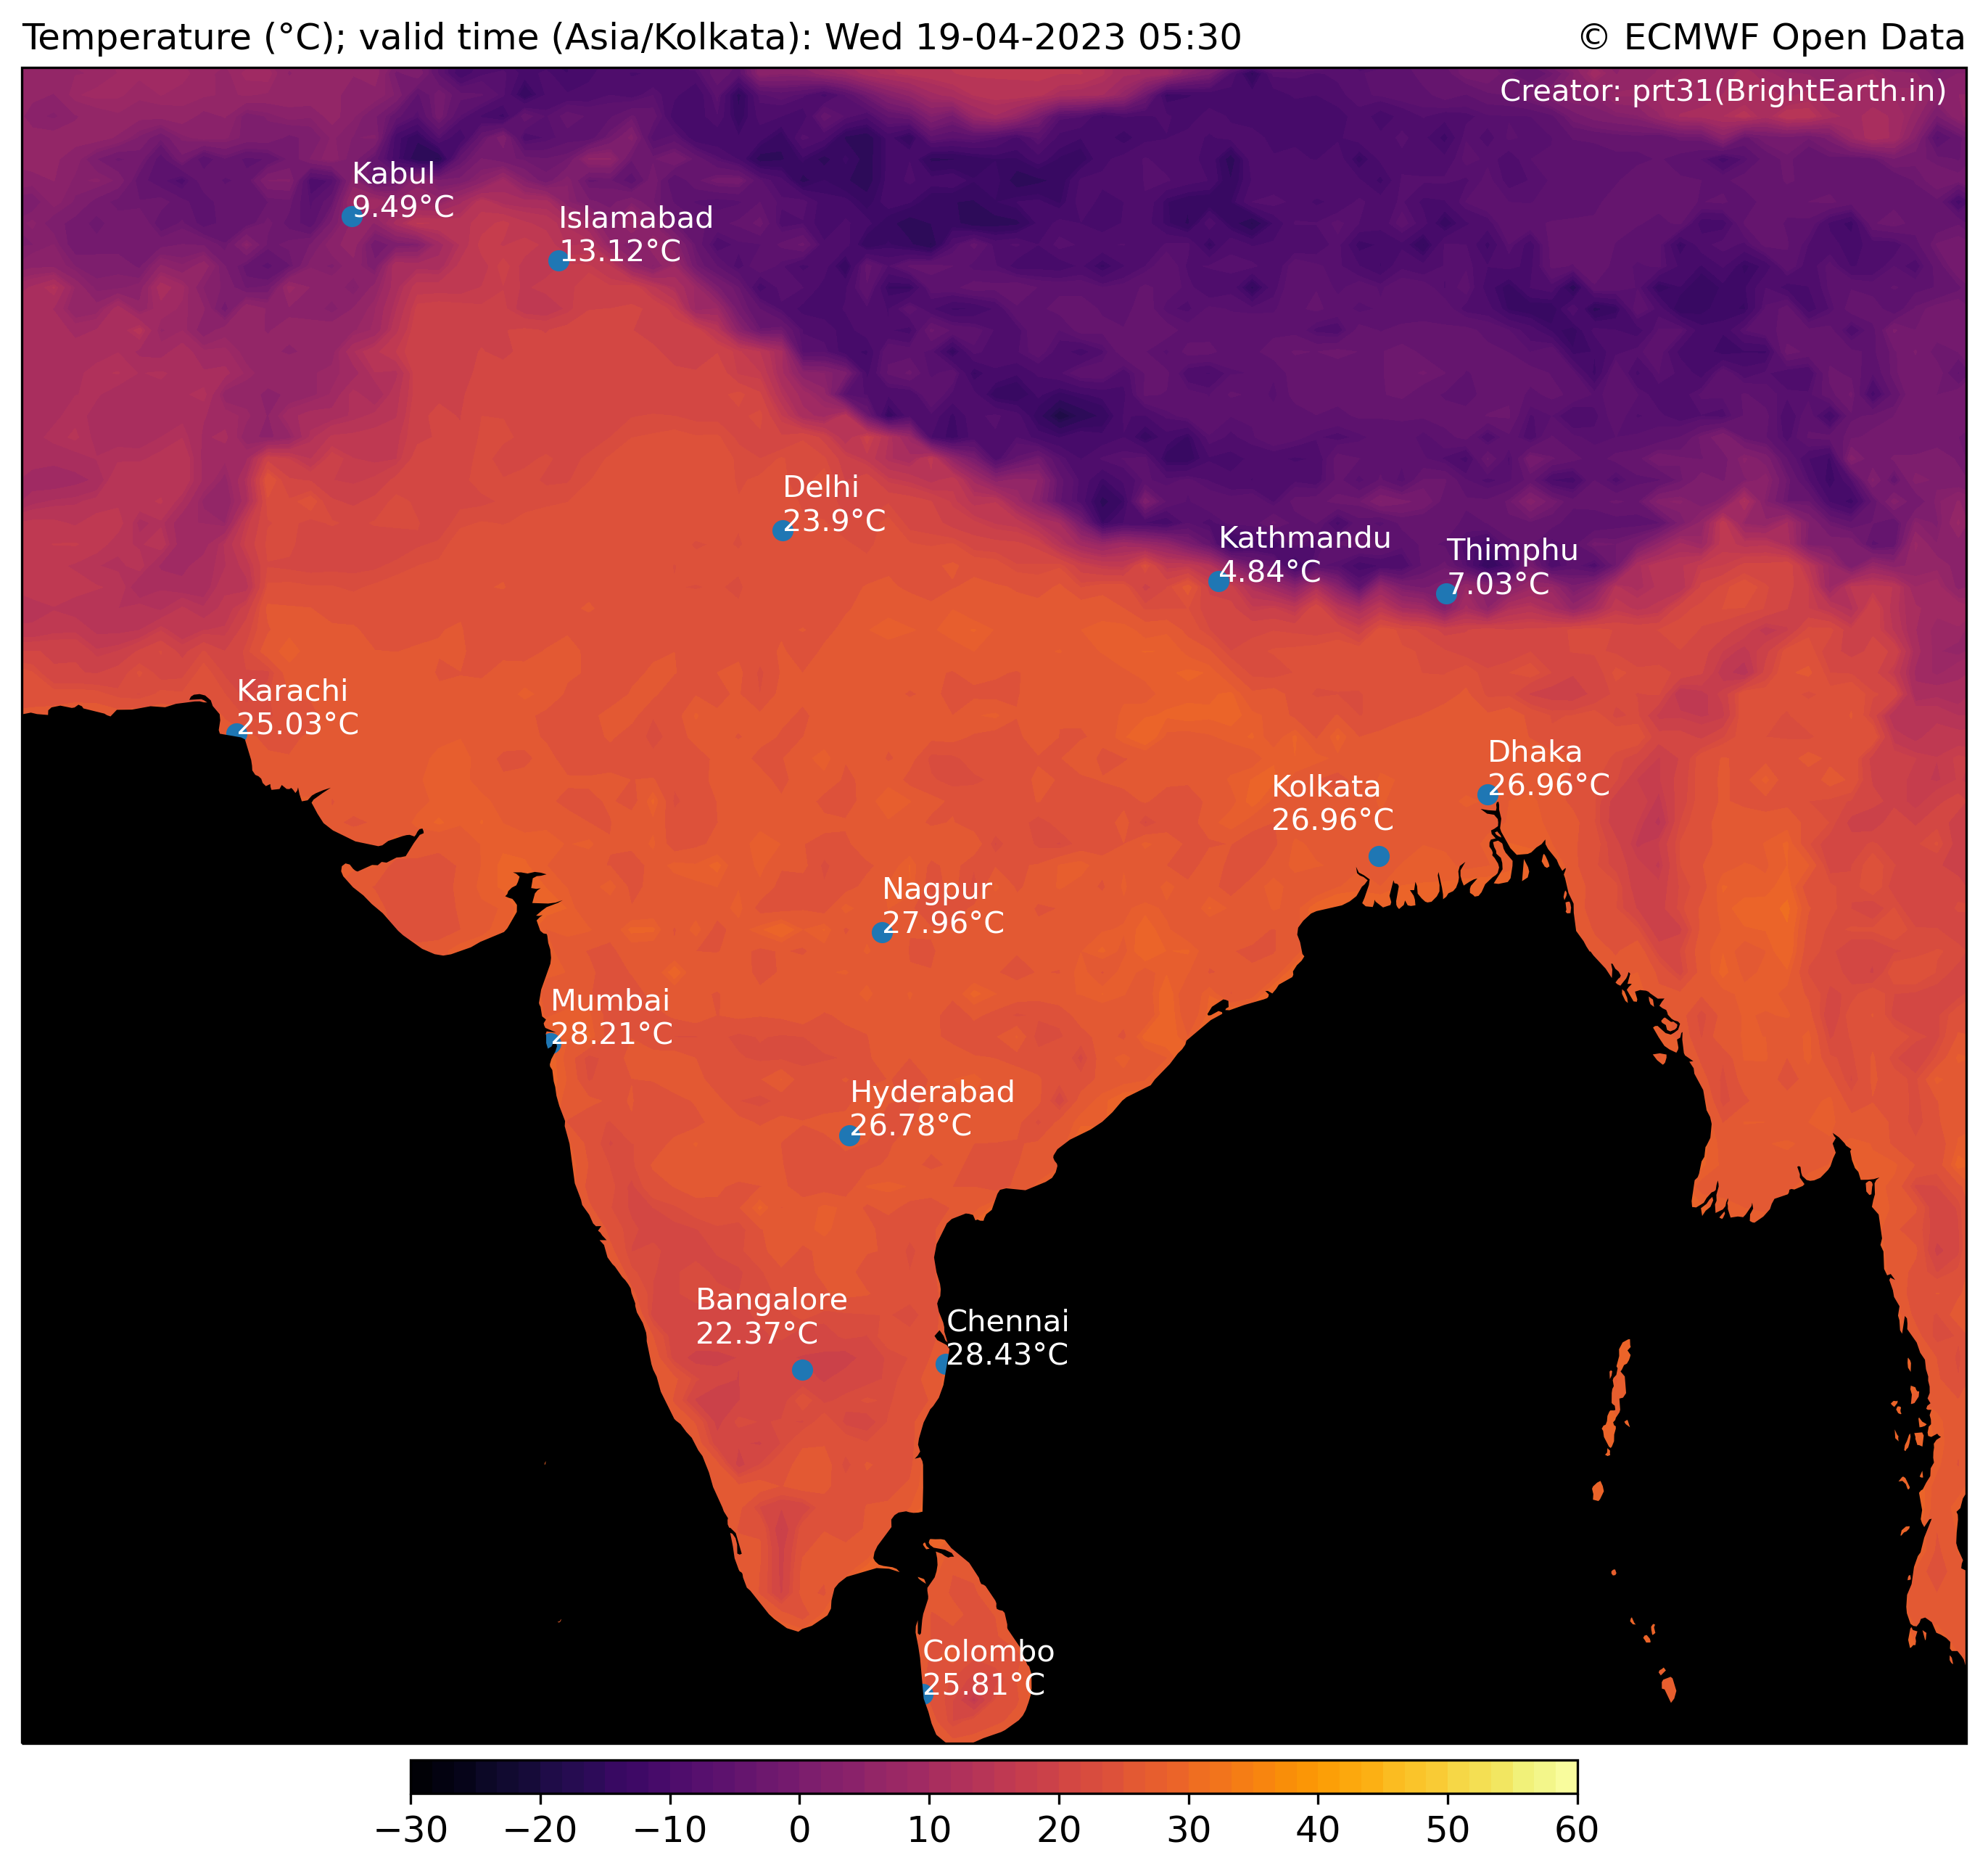 Temperature (°C); valid time (Asia/Kolkata): Wed 19-04-2023 05:30
© ECMWF Open Data
Creator: prt31(BrightEarth.in)
Kabul
9.49°C
Islamabad
13.12°C
Delhi
23.9°C
Kathmandu
4.84°C
Thimphu
7.03°C
Karachi
25.03°C
Dhaka
26.96°C
Kolkata
26.96°C
Nagpur
27.96°C
Mumbai
28.21°C
Hyderabad
26.78°C
Bangalore
22.37°C
Chennai
28.43°C
Colombo
25.81°C
−30 −20 −10 0 10 20 30 40 50 60